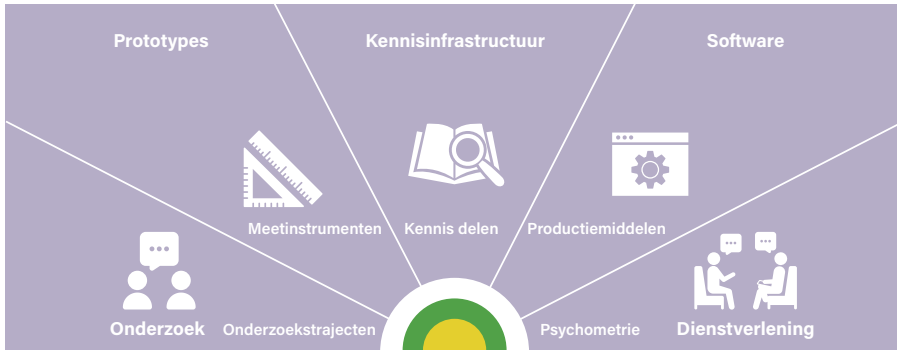 Prototypes
Kennisinfrastructuur
Software
Meetinstrumenten
Kennis delen
Productiemiddelen
Onderzoek
Onderzoekstrajecten
Psychometrie
Dienstverlening